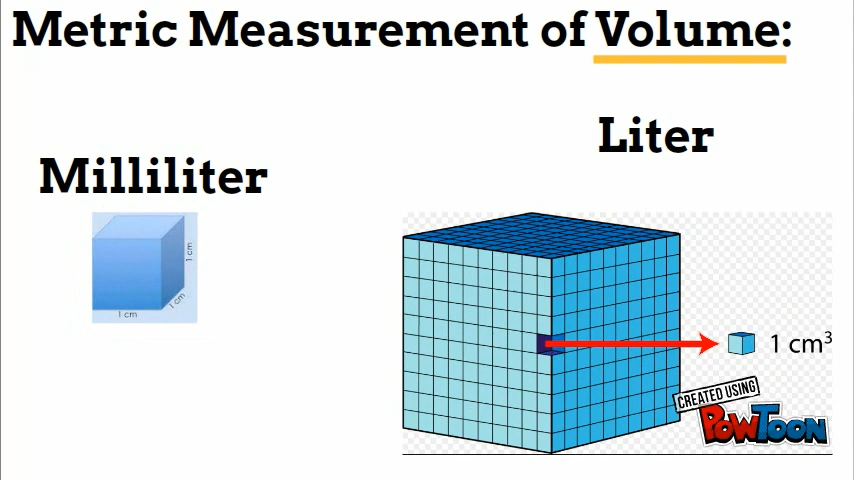 Metric Measurement of Volume:
Liter
Milliliter
1 cm
1 cm
1 cm
1 cm³
CREATED USING
POWTOON